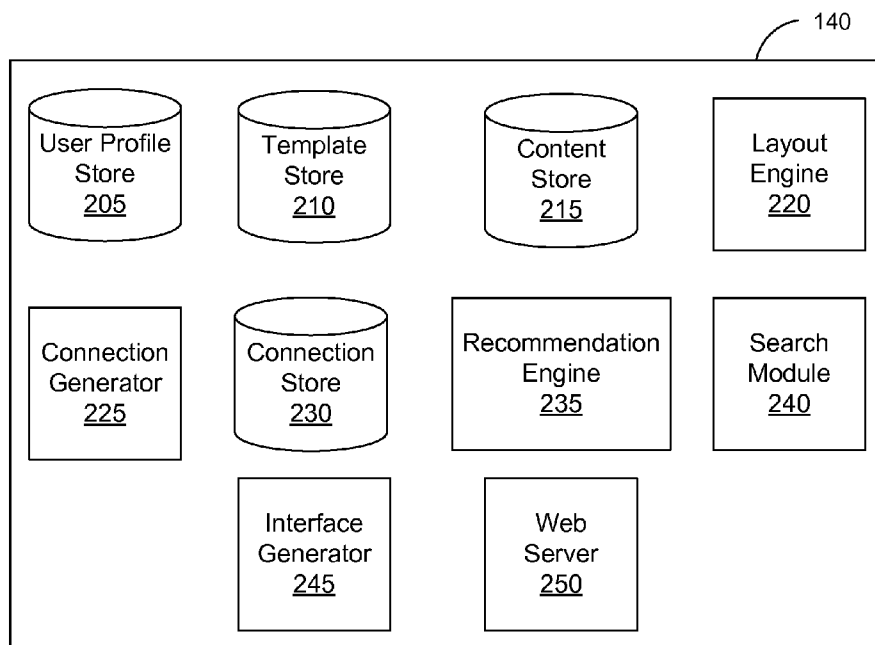 140
User Profile
Store
205
Template
Store
210
Content
Store
215
Layout
Engine
220
Connection
Generator
225
Connection
Store
230
Recommendation
Engine
235
Search
Module
240
Interface
Generator
245
Web
Server
250